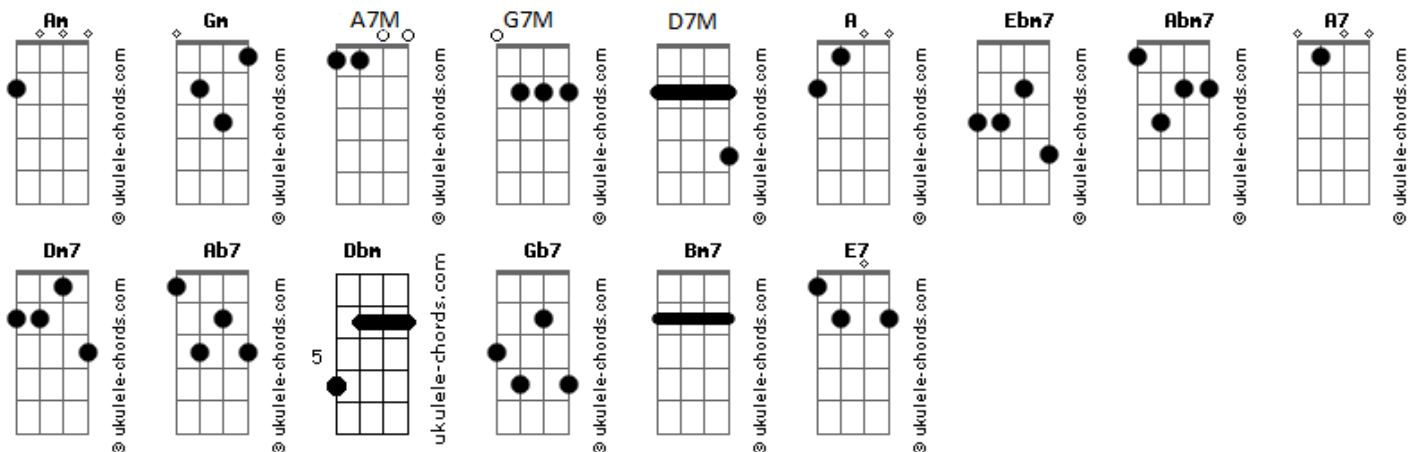 Am Gm A7M G7M D7M A Ebm7 Abm7 A7
© ukulele-chords.com © ukulele-chords.com © ukulele-chords.com © ukulele-chords.com © ukulele-chords.com © ukulele-chords.com © ukulele-chords.com © ukulele-chords.com © ukulele-chords.com
Dm7 Ab7 Dbm Gb7 Bm7 E7
5
© ukulele-chords.com © ukulele-chords.com ukulele-chords.com © ukulele-chords.com © ukulele-chords.com © ukulele-chords.com